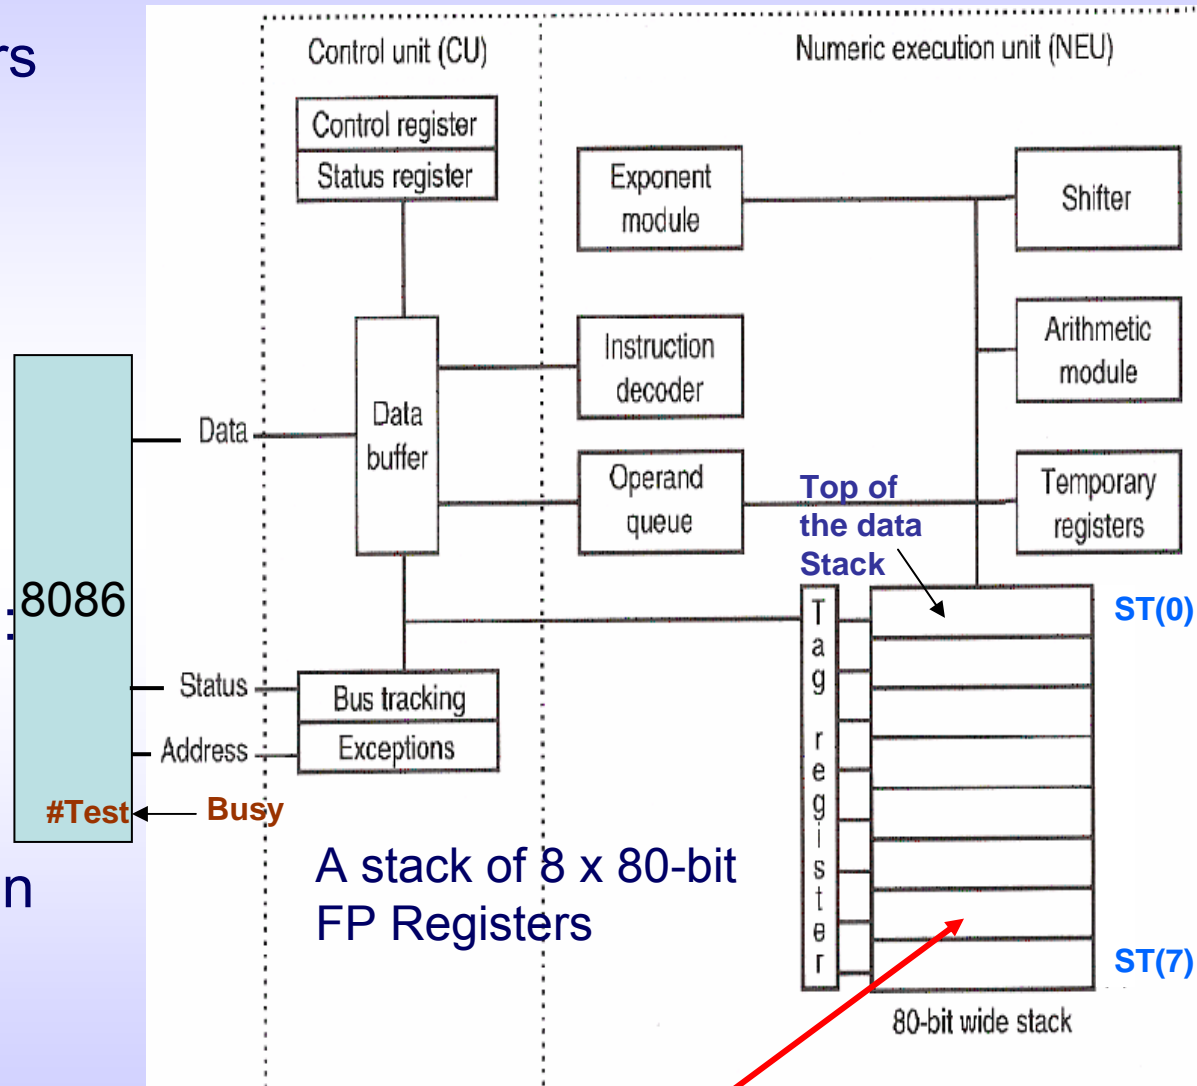 rs
:
n
Control unit (CU)
Numeric execution unit (NEU)
Control register
Status register
Exponent
module
Shifter
Instruction
decoder
Arithmetic
module
Data
Data
buffer
Operand
queue
Top of
the data
Stack
Temporary
registers
8086
Tag register
ST(0)
Status
Bus tracking
Address
Exceptions
#Test
Busy
A stack of 8 x 80-bit
FP Registers
ST(7)
80-bit wide stack